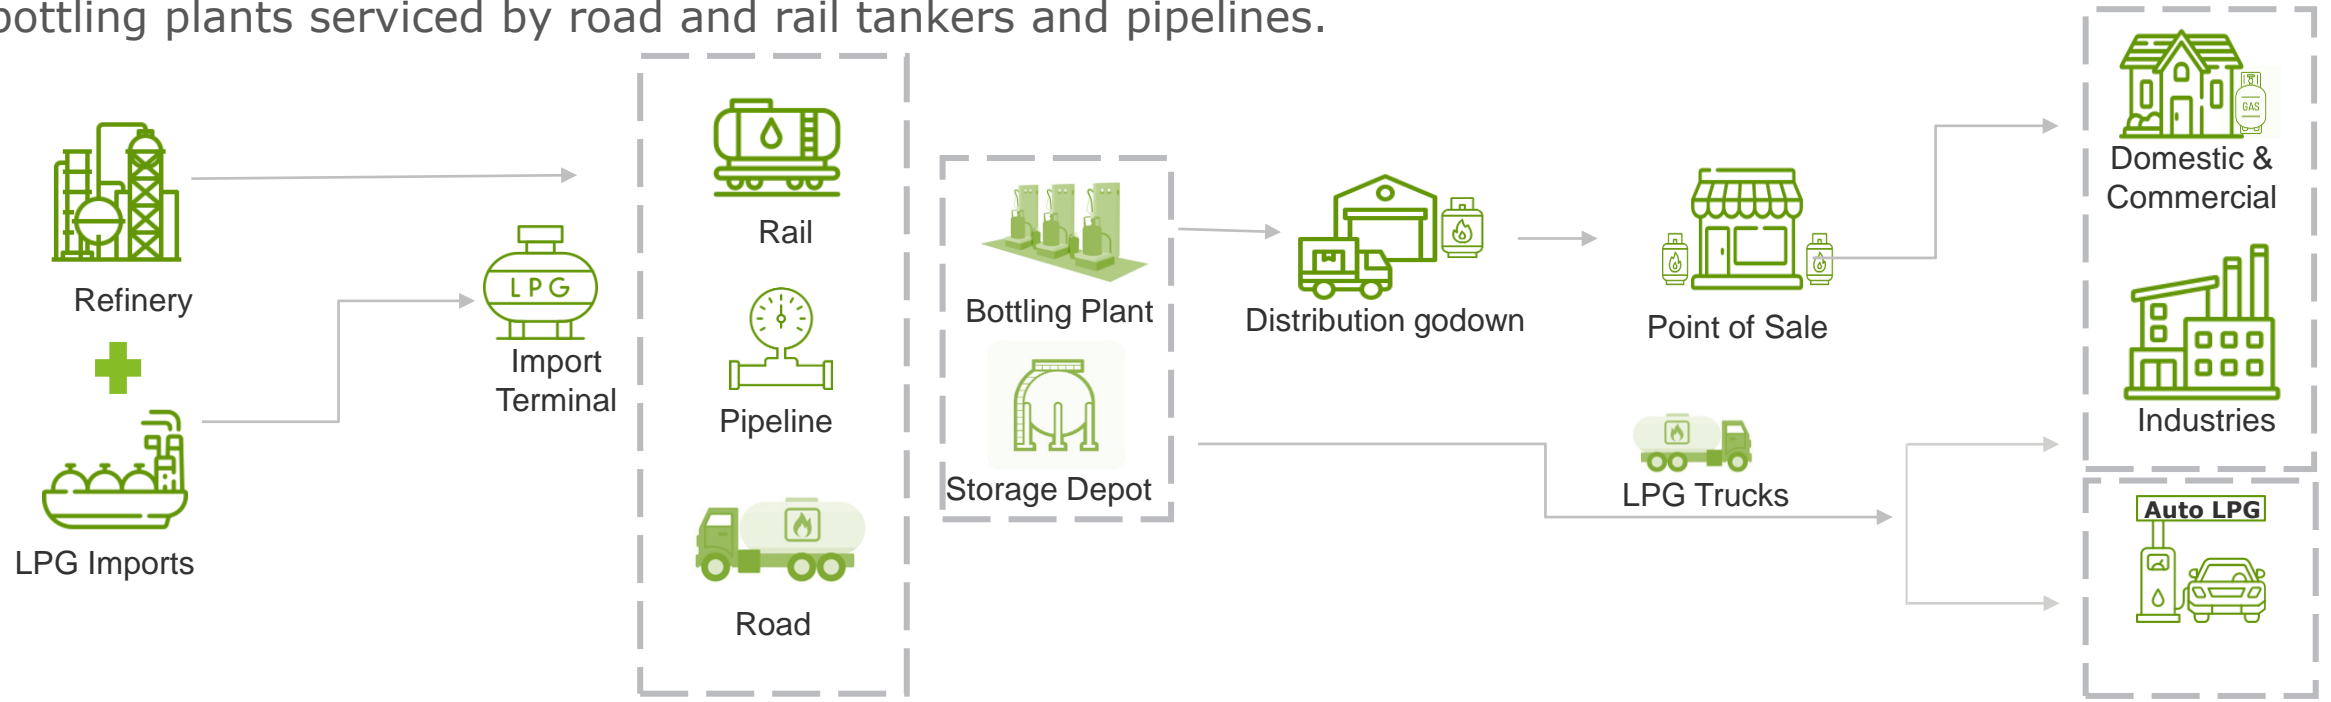 bottling plants serviced by road and rail tankers and pipelines.
Refinery
LPG Imports
LPG
Import
Terminal
Rail
Pipeline
Road
Bottling Plant
Storage Depot
Distribution godown
Point of Sale
LPG Trucks
GAS
Domestic &
Commercial
Industries
Auto LPG